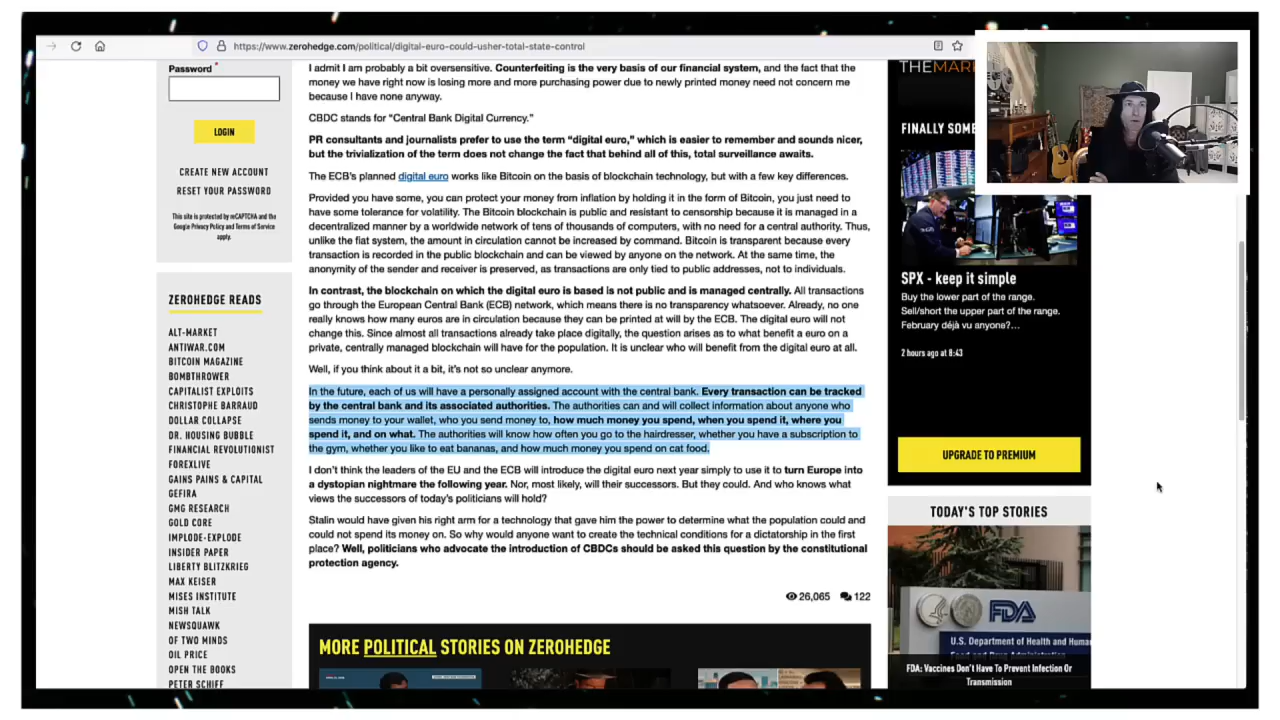 https://www.zerohedge.com/political/digital-euro-could-usher-total-state-control
Password *
LOGIN
CREATE NEW ACCOUNT
RESET YOUR PASSWORD
This site is protected by reCAPTCHA and the
Google Privacy Policy and Terms of Service
apply.
ZEROHEDGE READS
ALT-MARKET
ANTIWAR.COM
BITCOIN MAGAZINE
BOMBTHROWER
CAPITALIST EXPLOITS
CHRISTOPHE BARRAUD
DOLLAR COLLAPSE
DR. HOUSING BUBBLE
FINANCIAL REVOLUTIONIST
FOREXLIVE
GAINS PAINS & CAPITAL
GEFIRA
GMG RESEARCH
GOLD CORE
IMPLODE-EXPLODE
INSIDER PAPER
LIBERTY BLITZKRIEG
MAX KEISER
MISES INSTITUTE
MISH TALK
NEWSQUAWK
OF TWO MINDS
OIL PRICE
OPEN THE BOOKS
PETER SCHIFF
I admit I am probably a bit oversensitive. Counterfeiting is the very basis of our financial system, and the fact that the
money we have right now is losing more and more purchasing power due to newly printed money need not concern me
because I have none anyway.
CBDC stands for “Central Bank Digital Currency.”
PR consultants and journalists prefer to use the term “digital euro,” which is easier to remember and sounds nicer,
but the trivialization of the term does not change the fact that behind all of this, total surveillance awaits.
The ECB's planned digital euro works like Bitcoin on the basis of blockchain technology, but with a few key differences.
Provided you have some, you can protect your money from inflation by holding it in the form of Bitcoin, you just need to
have some tolerance for volatility. The Bitcoin blockchain is public and resistant to censorship because it is managed in a
decentralized manner by a worldwide network of tens of thousands of computers, with no need for a central authority. Thus,
unlike the fiat system, the amount in circulation cannot be increased by command. Bitcoin is transparent because every
transaction is recorded in the public blockchain and can be viewed by anyone on the network. At the same time, the
anonymity of the sender and receiver is preserved, as transactions are only tied to public addresses, not to individuals.
In contrast, the blockchain on which the digital euro is based is not public and is managed centrally. All transactions
go through the European Central Bank (ECB) network, which means there is no transparency whatsoever. Already, no one
really knows how many euros are in circulation because they can be printed at will by the ECB. The digital euro will not
change this. Since almost all transactions already take place digitally, the question arises as to what benefit a euro on a
private, centrally managed blockchain will have for the population. It is unclear who will benefit from the digital euro at all.
Well, if you think about it a bit, it's not so unclear anymore.
In the future, each of us will have a personally assigned account with the central bank. Every transaction can be tracked
by the central bank and its associated authorities. The authorities can and will collect information about anyone who
sends money to your wallet, who you send money to, how much money you spend, when you spend it, where you
spend it, and on what. The authorities will know how often you go to the hairdresser, whether you have a subscription to
the gym, whether you like to eat bananas, and how much money you spend on cat food.
I don't think the leaders of the EU and the ECB will introduce the digital euro next year simply to use it to turn Europe into
a dystopian nightmare the following year. Nor, most likely, will their successors. But they could. And who knows what
views the successors of today's politicians will hold?
Stalin would have given his right arm for a technology that gave him the power to determine what the population could and
could not spend its money on. So why would anyone want to create the technical conditions for a dictatorship in the first
place? Well, politicians who advocate the introduction of CBDCs should be asked this question by the constitutional
protection agency.
26,065 122
MORE POLITICAL STORIES ON ZEROHEDGE
THEMAR
FINALLY SOME
SPX - keep it simple
Buy the lower part of the range.
Sell/short the upper part of the range.
February déjà vu anyone?...
2 hours ago at 8:43
UPGRADE TO PREMIUM
TODAY'S TOP STORIES
FDA
U.S. Department of Health and Huma
FDA: Vaccines Don't Have To Prevent Infection Or
Transmission